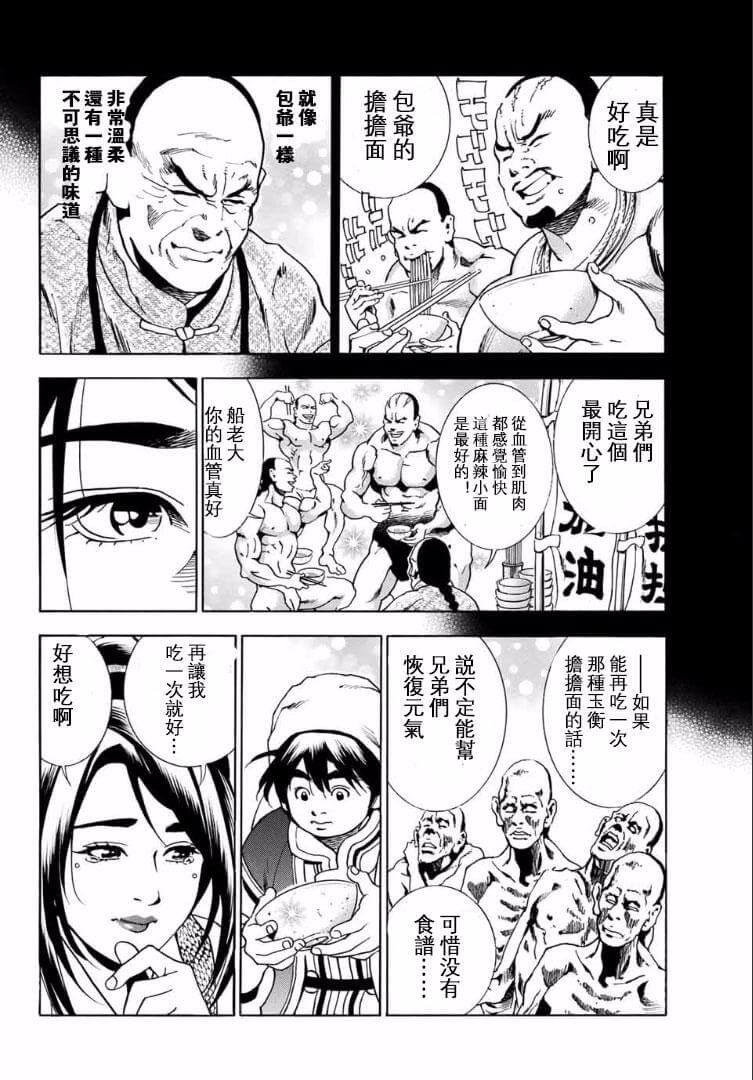 真是
好吃啊
包爺的
擔擔面
就像
包爺一樣
非常溫柔
還有一種
不可思議的味道
兄弟們
吃這個
最開心了
從血管到肌肉
都感覺愉快
這種麻辣小面
是最好的！
船老大
你的血管真好
加油
——如果
能再吃一次
那種玉衡
擔擔面的話……
説不定能幫
兄弟們
恢復元氣
可惜没有
食譜……
再讓我
吃一次就好…
好想吃啊